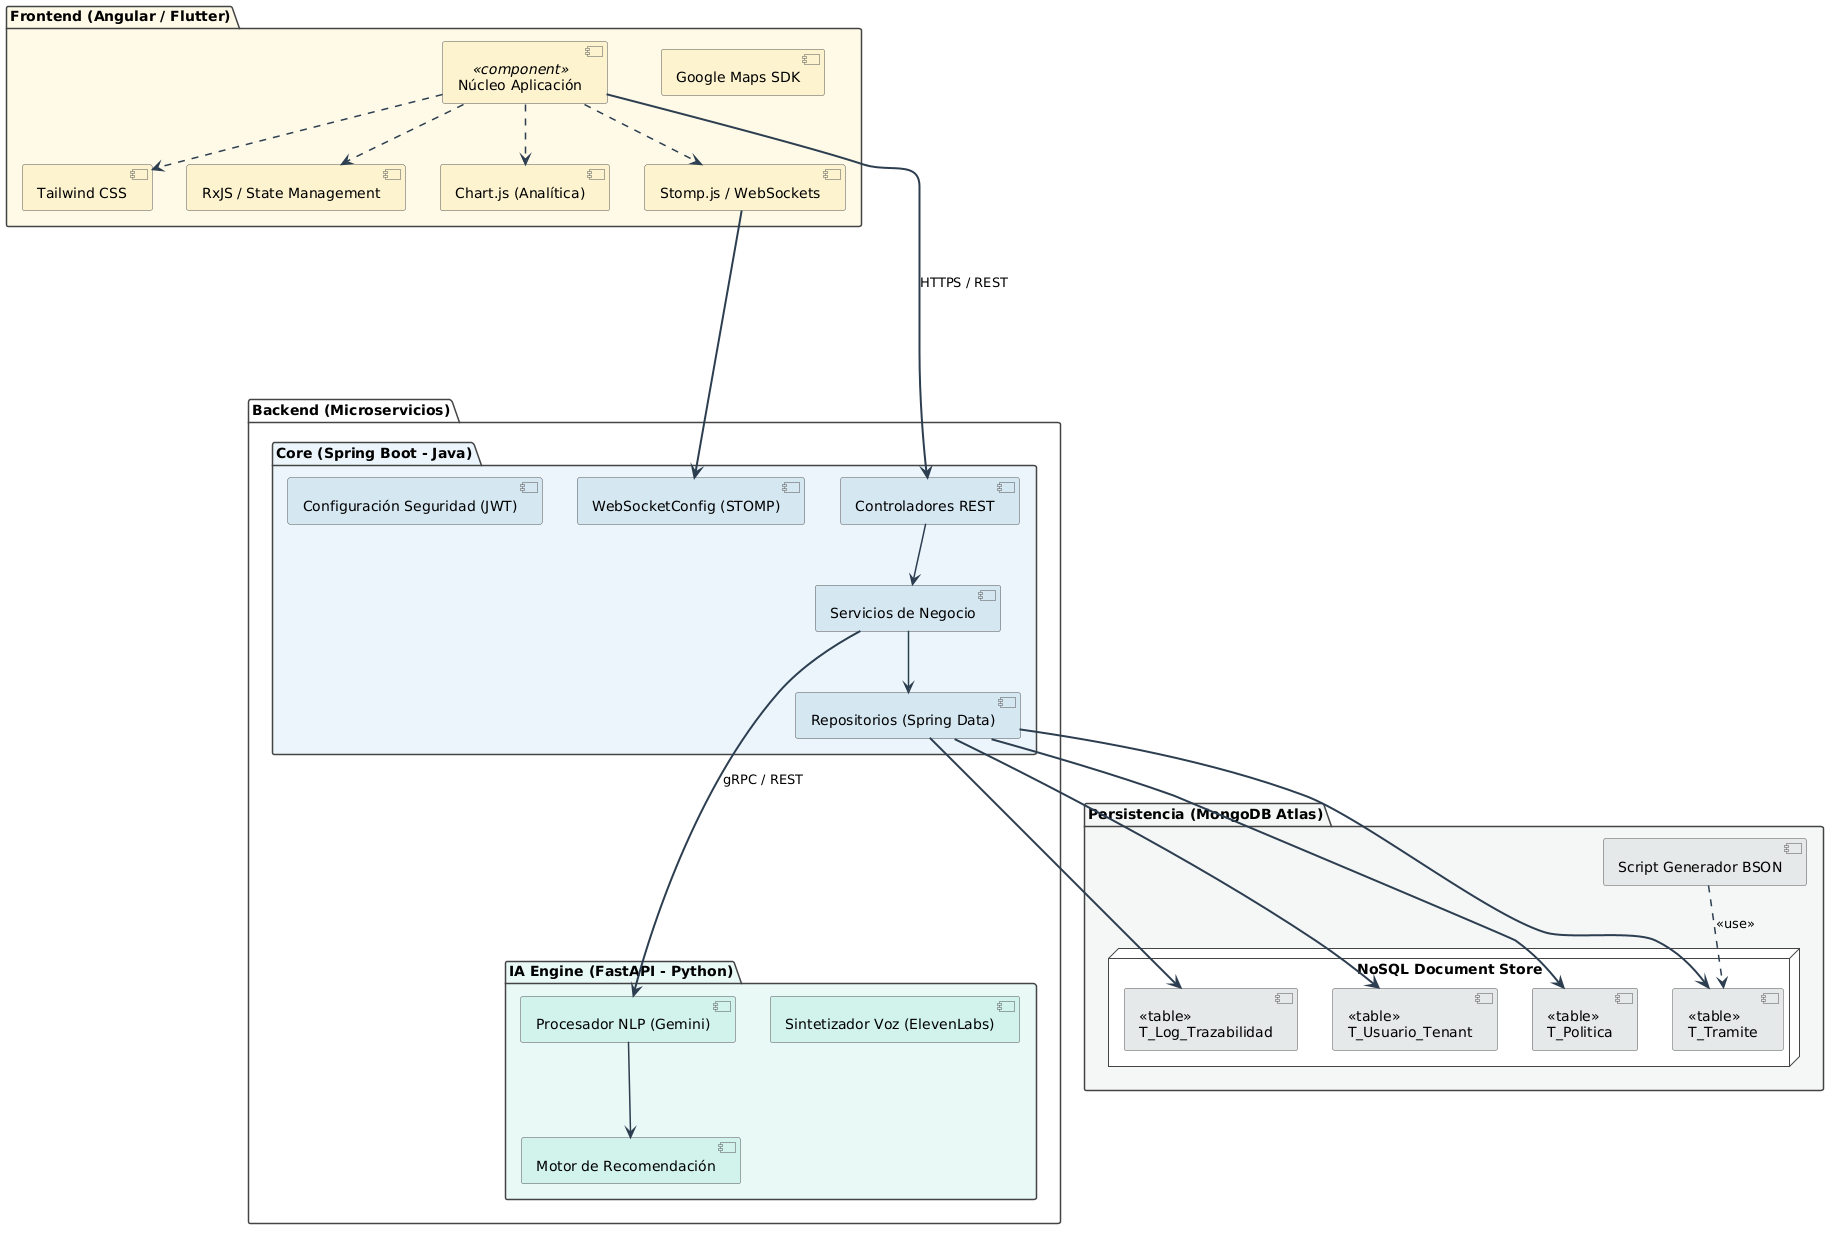 Frontend (Angular / Flutter)
«component»
Núcleo Aplicación
Google Maps SDK
Tailwind CSS
RxJS / State Management
Chart.js (Analítica)
Stomp.js / WebSockets
HTTPS / REST
Backend (Microservicios)
Core (Spring Boot - Java)
Configuración Seguridad (JWT)
WebSocketConfig (STOMP)
Controladores REST
Servicios de Negocio
Repositorios (Spring Data)
gRPC / REST
Persistencia (MongoDB Atlas)
Script Generador BSON
«use»
NoSQL Document Store
«table»
T_Log_Trazabilidad
«table»
T_Usuario_Tenant
«table»
T_Politica
«table»
T_Tramite
IA Engine (FastAPI - Python)
Procesador NLP (Gemini)
Sintetizador Voz (ElevenLabs)
Motor de Recomendación